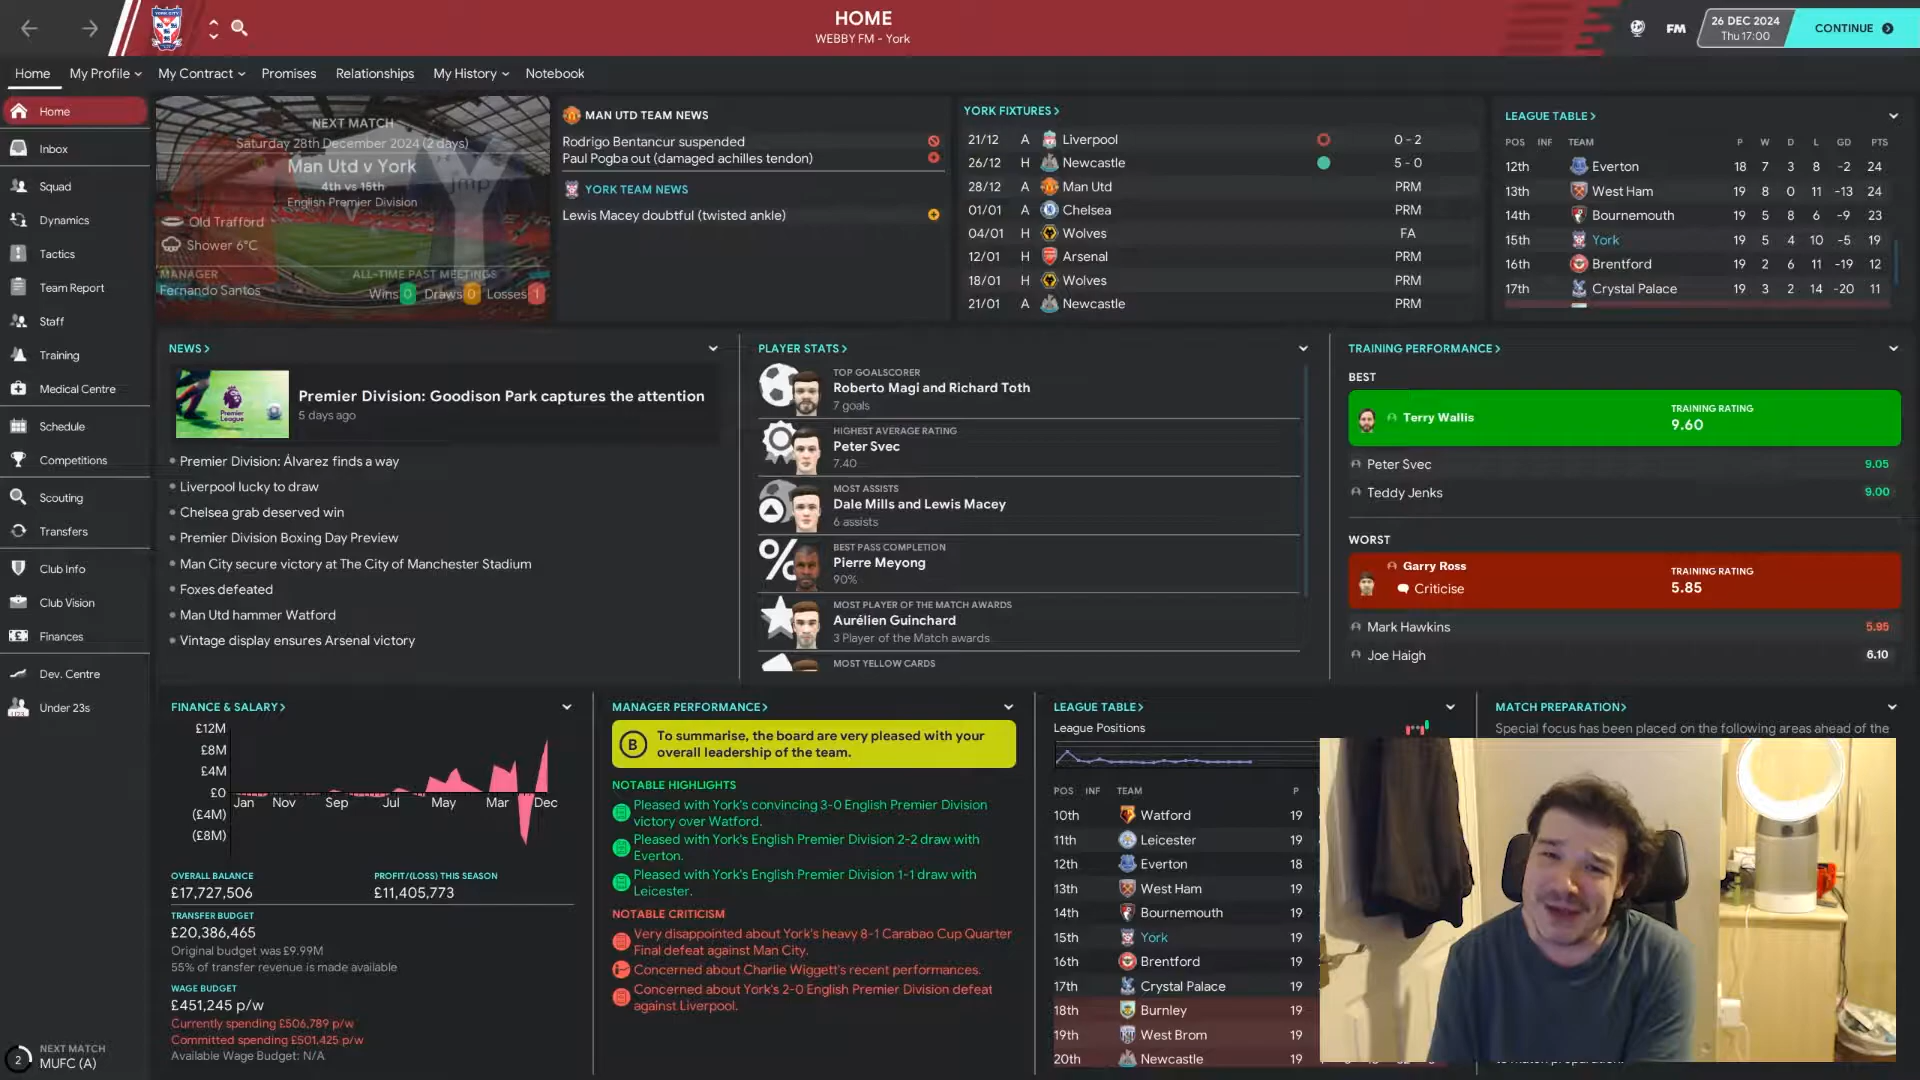 HOME
WEBBY FM - York
FM
26 DEC 2024
Thu 17:00
CONTINUE
Home
My Profile
My Contract
Promises
Relationships
My History
Notebook
Home
Inbox
Squad
Dynamics
Tactics
Team Report
Staff
Training
Medical Centre
Schedule
Competitions
Scouting
Transfers
Club Info
Club Vision
Finances
Dev. Centre
Under 23s
2
NEXT MATCH
MUFC (A)
NEXT MATCH
Saturday 28th December 2024 (2 days)
Man Utd v York
4th vs 15th
English Premier Division
Old Trafford
Shower 6°C
MANAGER
Fernando Santos
ALL-TIME PAST MEETINGS
Wins 0 Draws 0 Losses 1
MAN UTD TEAM NEWS
Rodrigo Bentancur suspended
Paul Pogba out (damaged achilles tendon)
YORK TEAM NEWS
Lewis Macey doubtful (twisted ankle)
YORK FIXTURES
21/12 A Liverpool 0 - 2
26/12 H Newcastle 5 - 0
28/12 A Man Utd PRM
01/01 A Chelsea PRM
04/01 H Wolves FA
12/01 H Arsenal PRM
18/01 H Wolves PRM
21/01 A Newcastle PRM
LEAGUE TABLE
POS INF TEAM P W D L GD PTS
12th Everton 18 7 3 8 -2 24
13th West Ham 19 8 0 11 -13 24
14th Bournemouth 19 5 8 6 -9 23
15th York 19 5 4 10 -5 19
16th Brentford 19 2 6 11 -19 12
17th Crystal Palace 19 3 2 14 -20 11
NEWS
Premier League
Premier Division: Goodison Park captures the attention
5 days ago
Premier Division: Álvarez finds a way
Liverpool lucky to draw
Chelsea grab deserved win
Premier Division Boxing Day Preview
Man City secure victory at The City of Manchester Stadium
Foxes defeated
Man Utd hammer Watford
Vintage display ensures Arsenal victory
PLAYER STATS
TOP GOALSCORER
Roberto Magi and Richard Toth
7 goals
HIGHEST AVERAGE RATING
Peter Svec
7.40
MOST ASSISTS
Dale Mills and Lewis Macey
6 assists
BEST PASS COMPLETION
Pierre Meyong
90%
MOST PLAYER OF THE MATCH AWARDS
Aurélien Guinchard
3 Player of the Match awards
MOST YELLOW CARDS
TRAINING PERFORMANCE
BEST
Terry Wallis
TRAINING RATING
9.60
Peter Svec 9.05
Teddy Jenks 9.00
WORST
Garry Ross
Criticise
TRAINING RATING
5.85
Mark Hawkins 5.95
Joe Haigh 6.10
FINANCE & SALARY
£12M
£8M
£4M
£0
(£4M)
(£8M)
Jan Nov Sep Jul May Mar Dec
OVERALL BALANCE
£17,727,506
PROFIT/(LOSS) THIS SEASON
£11,405,773
TRANSFER BUDGET
£20,386,465
Original budget was £9.99M
55% of transfer revenue is made available
WAGE BUDGET
£451,245 p/w
Currently spending £506,789 p/w
Committed spending £501,425 p/w
Available Wage Budget: N/A
MANAGER PERFORMANCE
B
To summarise, the board are very pleased with your
overall leadership of the team.
NOTABLE HIGHLIGHTS
Pleased with York's convincing 3-0 English Premier Division
victory over Watford.
Pleased with York's English Premier Division 2-2 draw with
Everton.
Pleased with York's English Premier Division 1-1 draw with
Leicester.
NOTABLE CRITICISM
Very disappointed about York's heavy 8-1 Carabao Cup Quarter
Final defeat against Man City.
Concerned about Charlie Wiggett's recent performances.
Concerned about York's 2-0 English Premier Division defeat
against Liverpool.
LEAGUE TABLE
League Positions
POS INF TEAM P
10th Watford 19
11th Leicester 19
12th Everton 18
13th West Ham 19
14th Bournemouth 19
15th York 19
16th Brentford 19
17th Crystal Palace 19
18th Burnley 19
19th West Brom 19
20th Newcastle 19
MATCH PREPARATION
Special focus has been placed on the following areas ahead of the